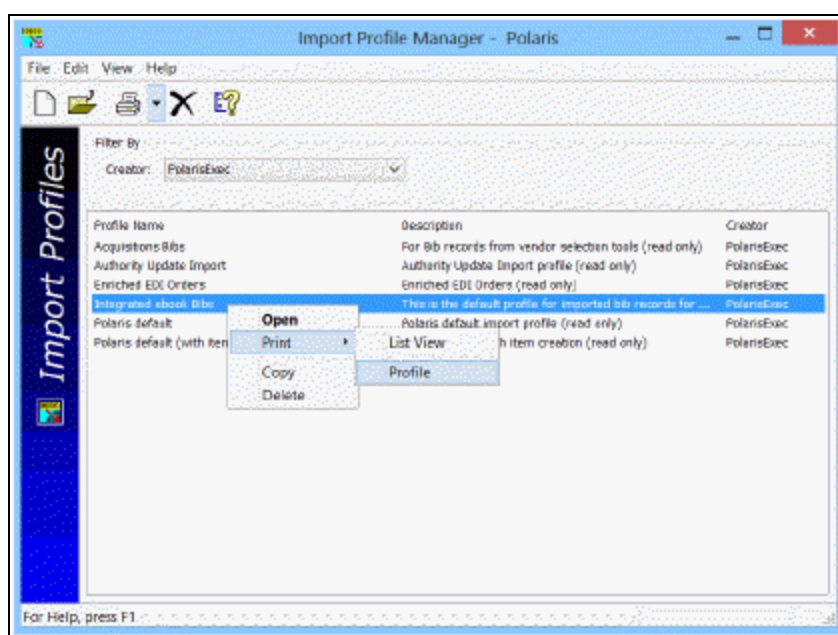 Import Profile Manager - Polaris
File Edit View Help
Filter By
Creator: PolarisExec
Import Profiles
Profile Name Description Creator
Acquisitions Bibs For Bib records from vendor selection tools (read only) PolarisExec
Authority Update Import Authority Update Import profile (read only) PolarisExec
Enriched EDI Orders Enriched EDI Orders (read only) PolarisExec
Integrated ebook Bibs This is the default profile for imported bib records for .... PolarisExec
Polaris default Polaris default import profile (read only) PolarisExec
Polaris default (with iten h item creation (read only) PolarisExec
Open
Print List View
Copy Profile
Delete
For Help, press F1